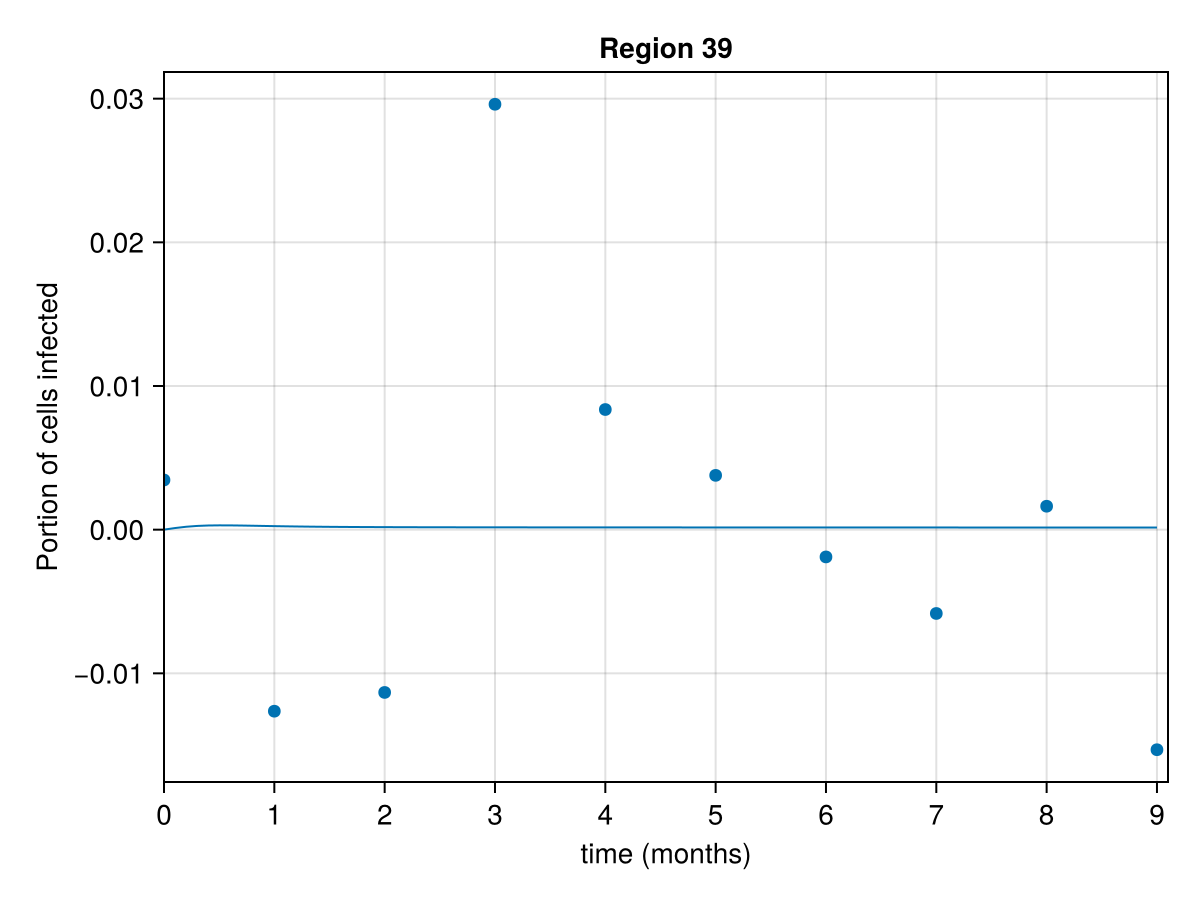 Region 39
0.03
0.02
0.01
0.00
−0.01
Portion of cells infected
0 1 2 3 4 5 6 7 8 9
time (months)